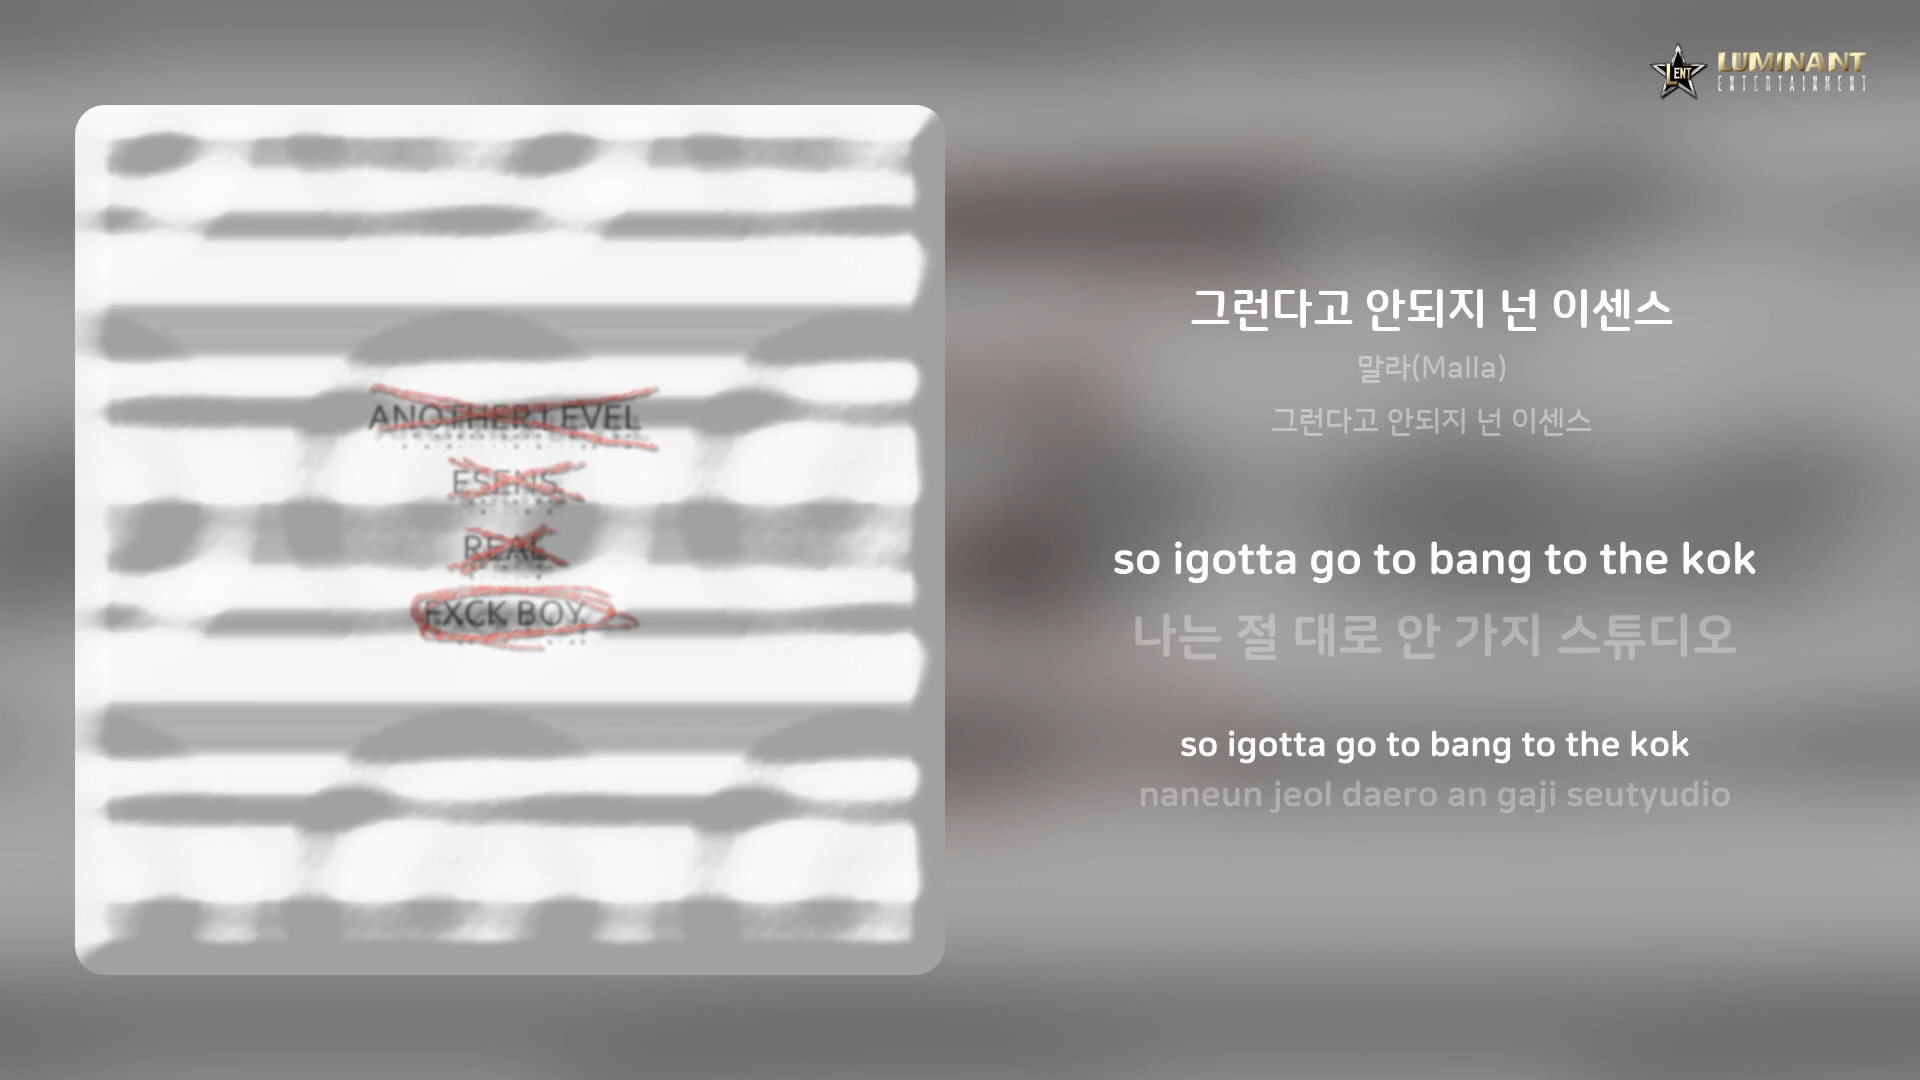 LENT
LUMINANT
ENTERTAINMENT
ANOTHER LEVEL
ESENS
REAL
FXCK BOY
그런다고 안되지 넌 이센스
말라(Malla)
그런다고 안되지 넌 이센스
so igotta go to bang to the kok
나는 절 대로 안 가지 스튜디오
so igotta go to bang to the kok
naneun jeol daero an gaji seutyudio